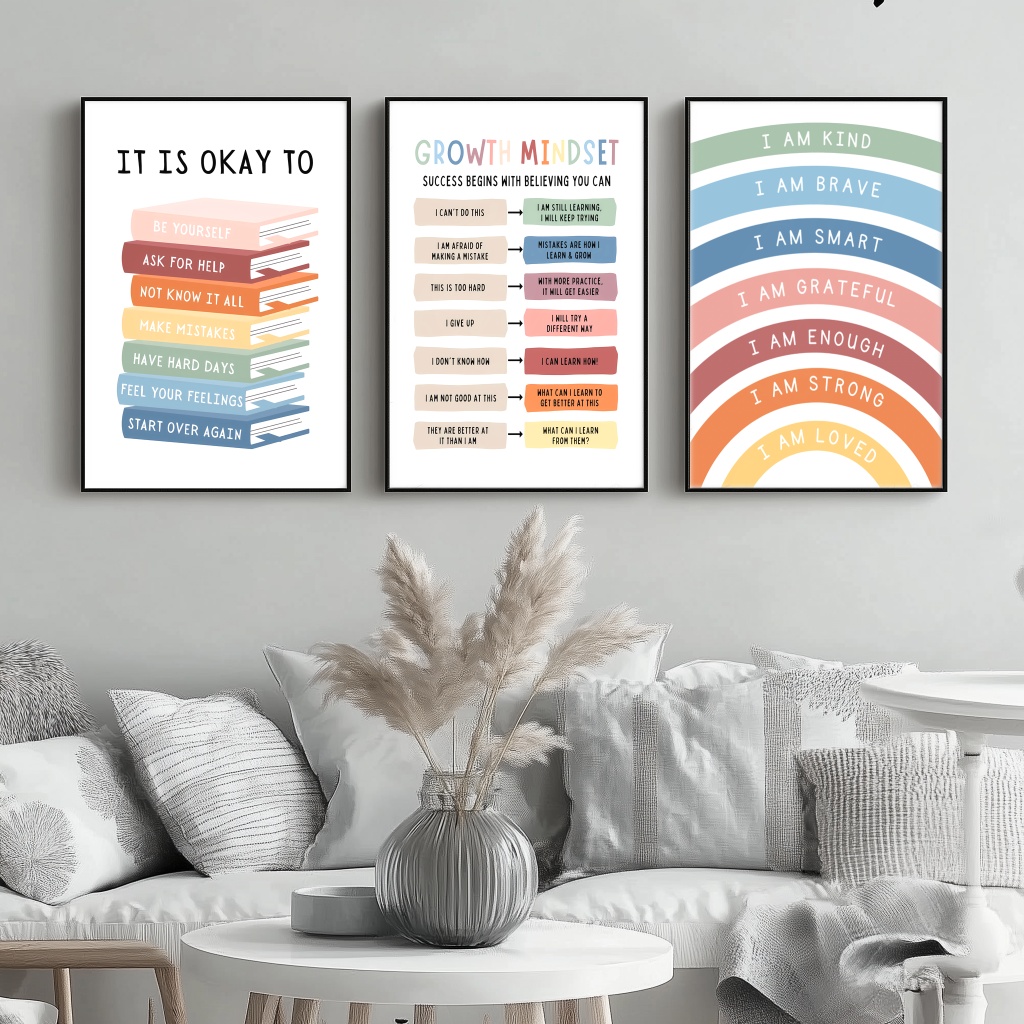 IT IS OKAY TO
BE YOURSELF
ASK FOR HELP
NOT KNOW IT ALL
MAKE MISTAKES
HAVE HARD DAYS
FEEL YOUR FEELINGS
START OVER AGAIN
GROWTH MINDSET
SUCCESS BEGINS WITH BELIEVING YOU CAN
I CAN'T DO THIS
I AM STILL LEARNING,
I WILL KEEP TRYING
I AM AFRAID OF
MAKING A MISTAKE
MISTAKES ARE HOW I
LEARN & GROW
THIS IS TOO HARD
WITH MORE PRACTICE,
IT WILL GET EASIER
I GIVE UP
I WILL TRY A
DIFFERENT WAY
I DON'T KNOW HOW
I CAN LEARN HOW!
I AM NOT GOOD AT THIS
WHAT CAN I LEARN TO
GET BETTER AT THIS
THEY ARE BETTER AT
IT THAN I AM
WHAT CAN I LEARN
FROM THEM?
I AM KIND
I AM BRAVE
I AM SMART
I AM GRATEFUL
I AM ENOUGH
I AM STRONG
I AM LOVED